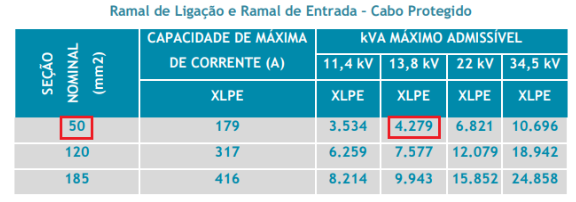 Ramal de Ligação e Ramal de Entrada - Cabo Protegido
SEÇÃO NOMINAL (mm2) CAPACIDADE DE MÁXIMA DE CORRENTE (A) kVA MÁXIMO ADMISSÍVEL
11,4 kV 13,8 kV 22 kV 34,5 kV
XLPE XLPE XLPE XLPE XLPE
50 179 3.534 4.279 6.821 10.696
120 317 6.259 7.577 12.079 18.942
185 416 8.214 9.943 15.852 24.858